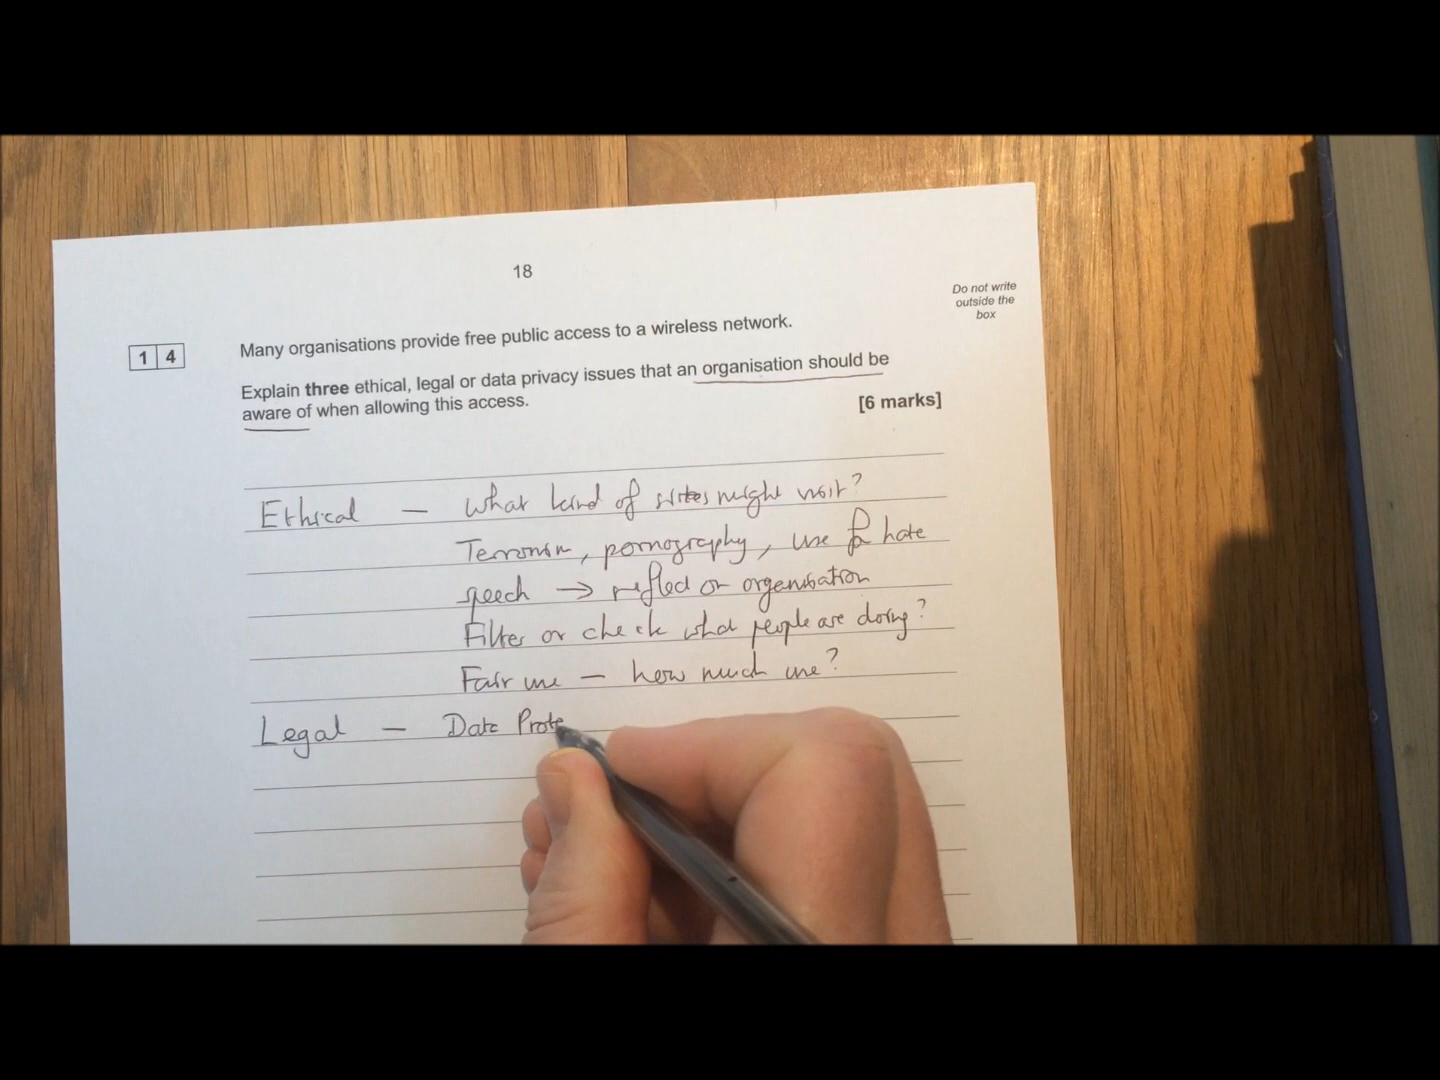 18
Do not write
outside the
box
1 4
Many organisations provide free public access to a wireless network.
Explain three ethical, legal or data privacy issues that an organisation should be
aware of when allowing this access.
[6 marks]
Ethical — What kind of sites might visit?
Terrorism, pornography, use for hate
speech → reflect on organisation
Filter or check what people are doing?
Fair use — how much use?
Legal — Data Prote